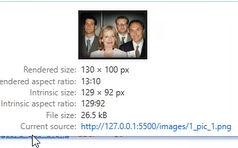 Rendered size: 130 × 100 px
endered aspect ratio: 13:10
Intrinsic size: 129 × 92 px
Intrinsic aspect ratio: 129:92
File size: 26.5 kB
Current source: http://127.0.0.1:5500/images/1_pic_1.png